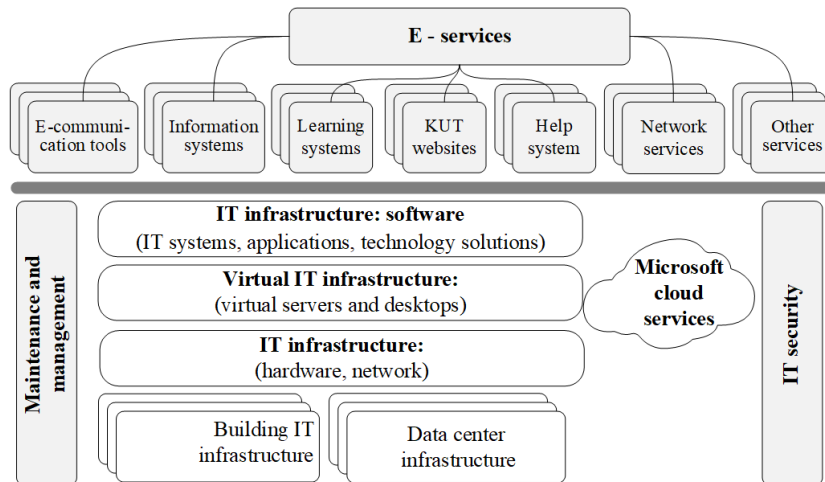 E - services
E-communi-
cation tools
Information
systems
Learning
systems
KUT
websites
Help
system
Network
services
Other
services
Maintenance and
management
IT infrastructure: software
(IT systems, applications, technology solutions)
Virtual IT infrastructure:
(virtual servers and desktops)
IT infrastructure:
(hardware, network)
Building IT
infrastructure
Data center
infrastructure
Microsoft
cloud
services
IT security